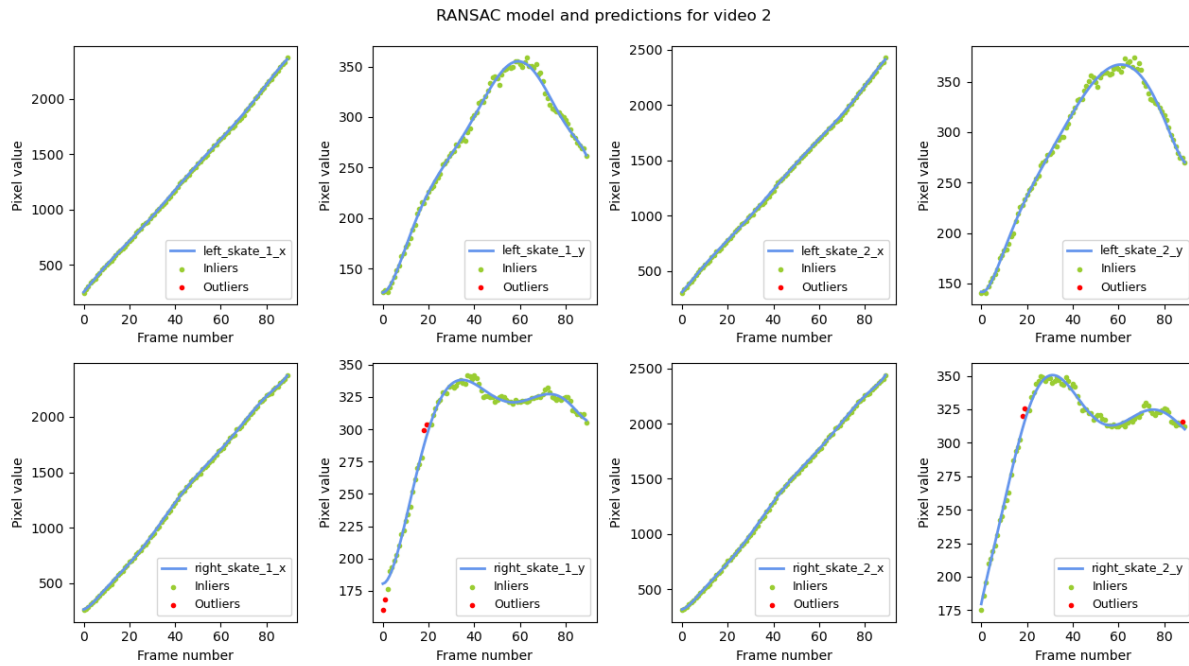 RANSAC model and predictions for video 2
2000
1500
1000
500
Pixel value
0 20 40 60 80
Frame number
left_skate_1_x
Inliers
Outliers
350
300
250
200
150
Pixel value
0 20 40 60 80
Frame number
left_skate_1_y
Inliers
Outliers
2500
2000
1500
1000
500
Pixel value
0 20 40 60 80
Frame number
left_skate_2_x
Inliers
Outliers
350
300
250
200
150
Pixel value
0 20 40 60 80
Frame number
left_skate_2_y
Inliers
Outliers
2000
1500
1000
500
Pixel value
0 20 40 60 80
Frame number
right_skate_1_x
Inliers
Outliers
350
325
300
275
250
225
200
175
Pixel value
0 20 40 60 80
Frame number
right_skate_1_y
Inliers
Outliers
2500
2000
1500
1000
500
Pixel value
0 20 40 60 80
Frame number
right_skate_2_x
Inliers
Outliers
350
325
300
275
250
225
200
175
Pixel value
0 20 40 60 80
Frame number
right_skate_2_y
Inliers
Outliers